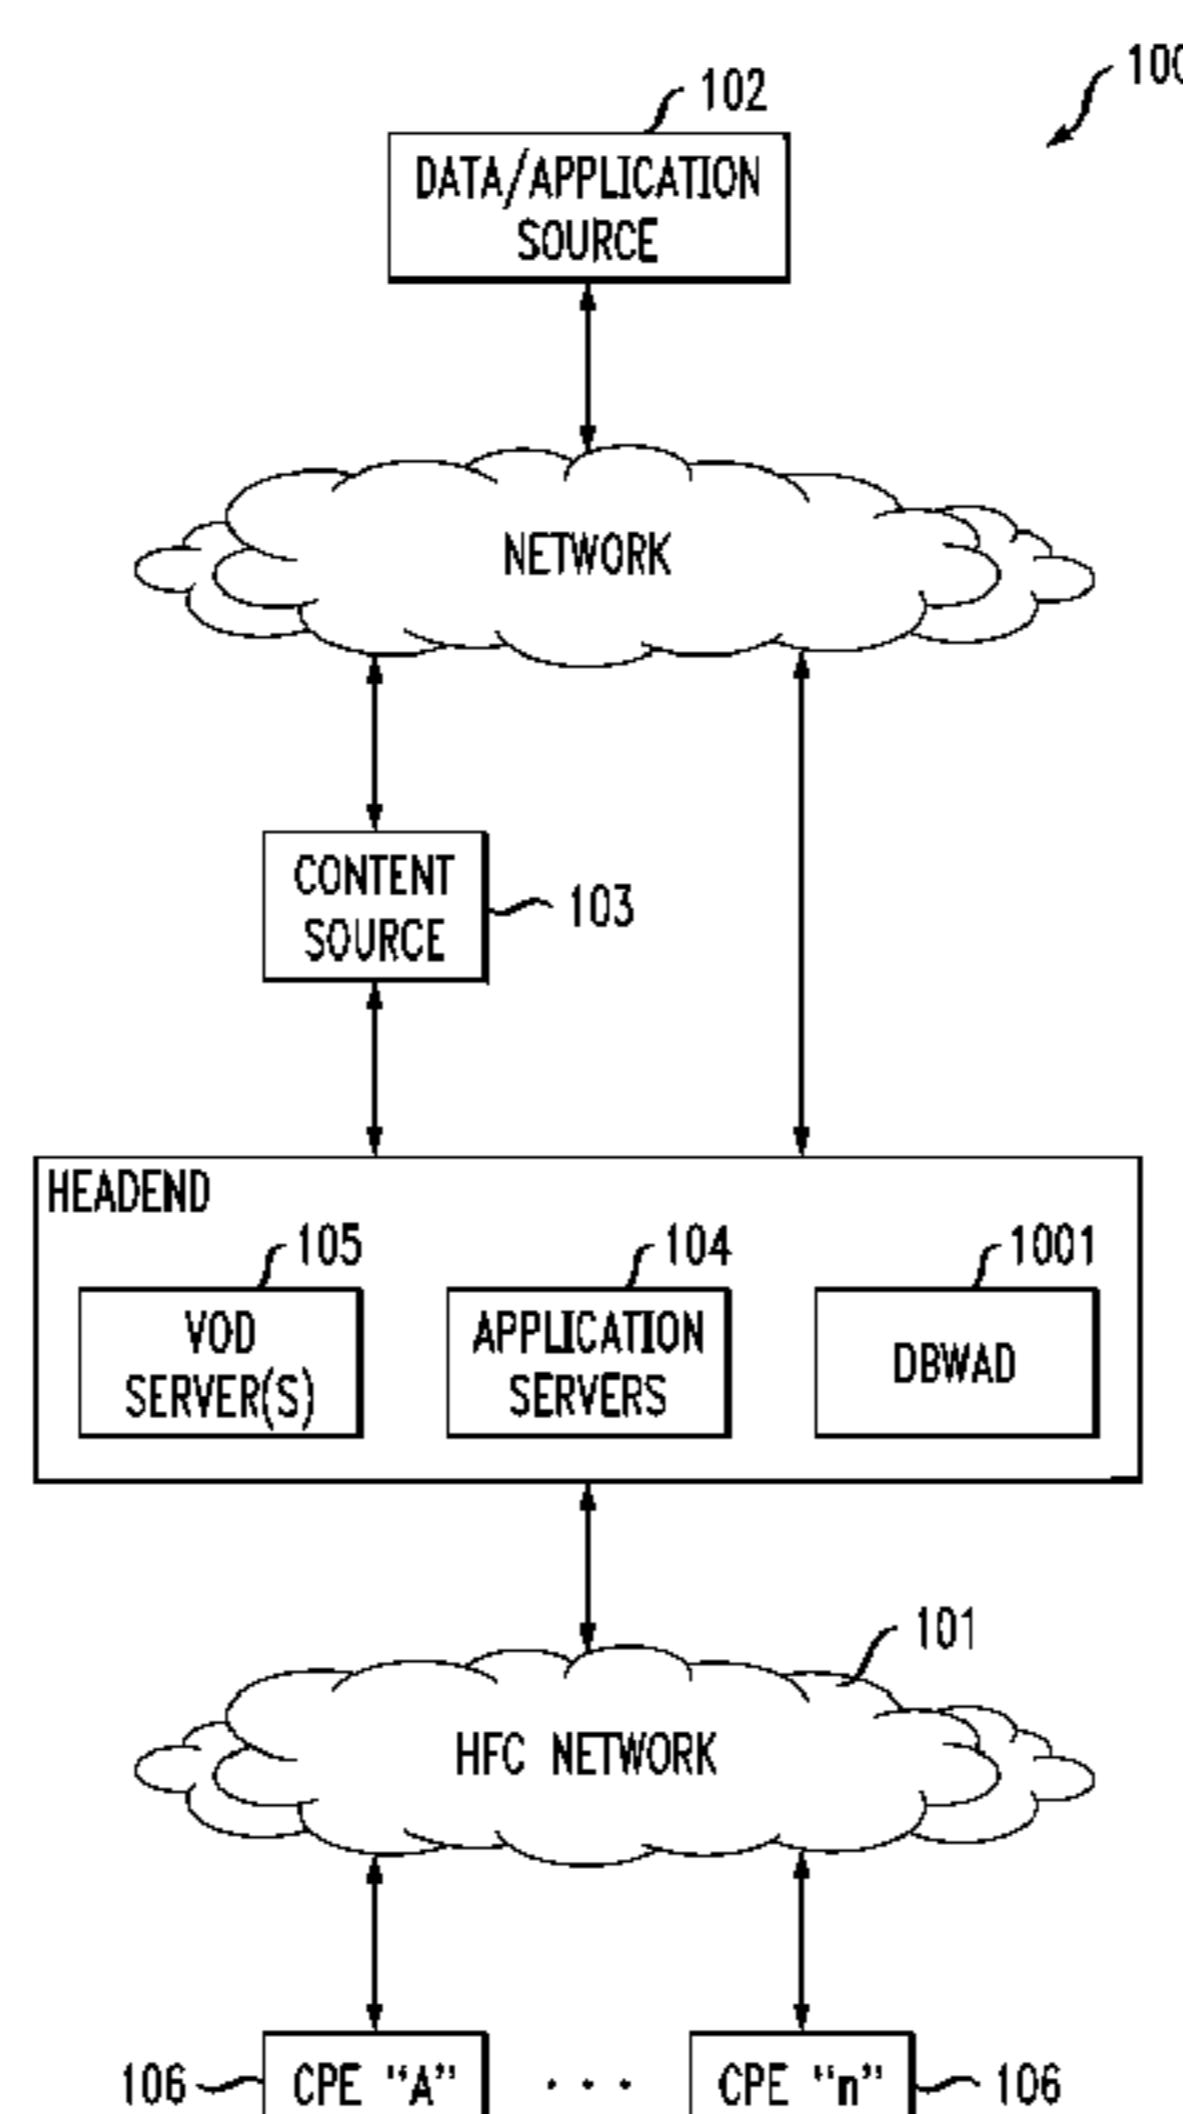 100
102
DATA/APPLICATION
SOURCE
NETWORK
CONTENT
SOURCE
103
HEADEND
105
104
1001
VOD
SERVER(S)
APPLICATION
SERVERS
DBWAD
101
HFC NETWORK
106
CPE "A"
. . .
CPE "n"
106